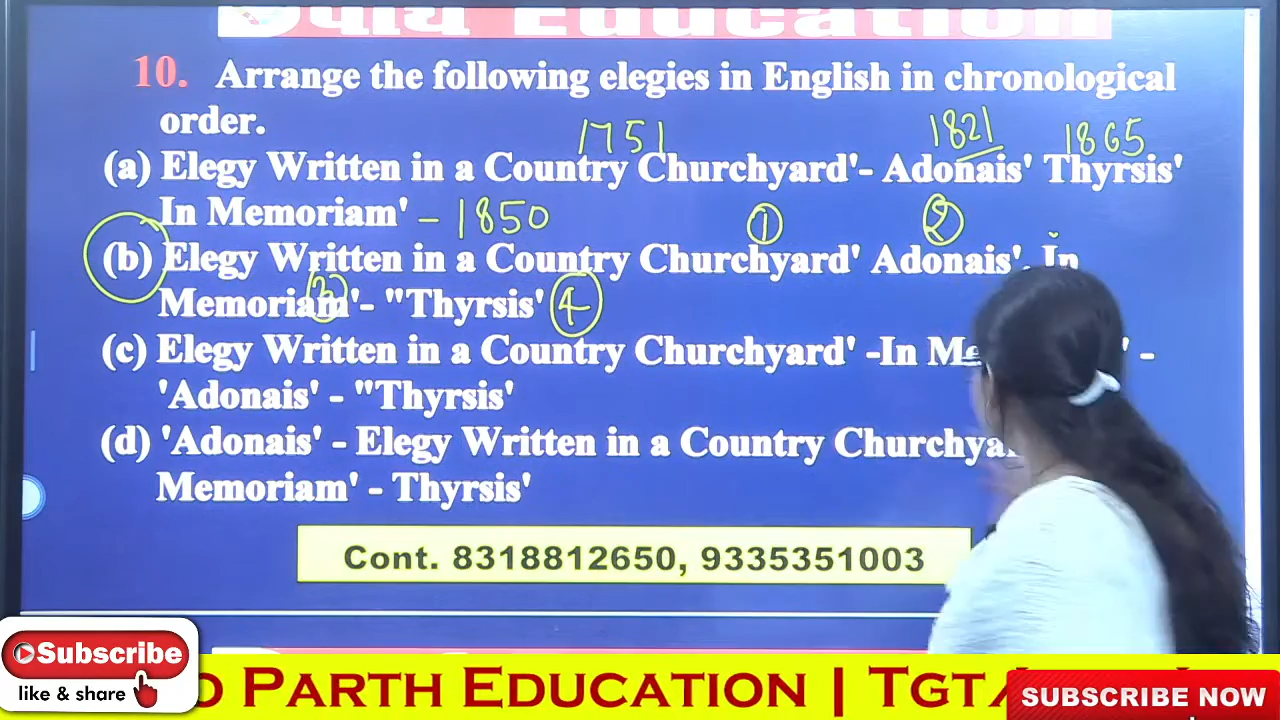 पार्थ Education
10. Arrange the following elegies in English in chronological
order.
1751 1821 1865
(a) Elegy Written in a Country Churchyard'- Adonais' Thyrsis'
In Memoriam' - 1850
1 2
(b) Elegy Written in a Country Churchyard' Adonais'. In
Memoriam'- "Thyrsis' 4
3
(c) Elegy Written in a Country Churchyard' -In ' -
'Adonais' - "Thyrsis'
(d) 'Adonais' - Elegy Written in a Country
Memoriam' - Thyrsis'
Cont. 8318812650, 9335351003
Subscribe
like & share
PARTH EDUCATION | TGT
SUBSCRIBE NOW